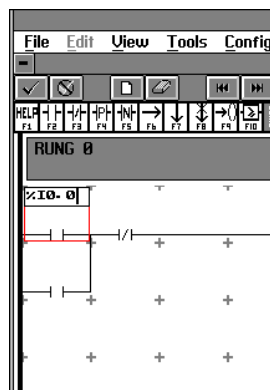 File Edit View Tools Config
HELP -| |- -|/|- -|P|- -|N|-
F1 F2 F3 F4 F5 F6 F7 F8 F9 F10
RUNG 0
%I0.0